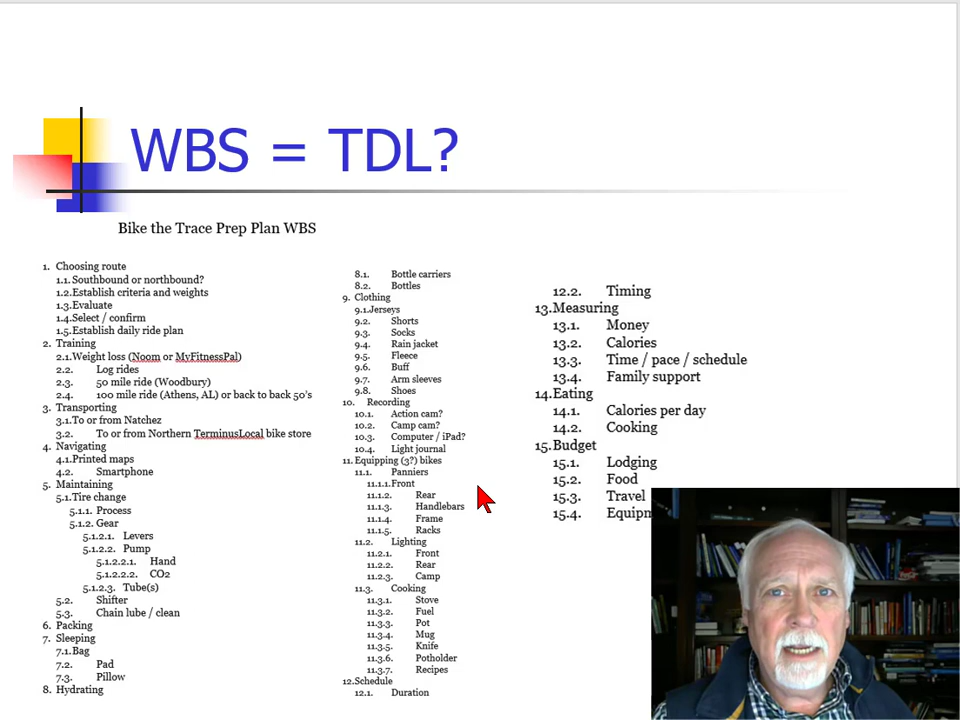 WBS = TDL?
Bike the Trace Prep Plan WBS
1. Choosing route
1.1. Southbound or northbound?
1.2. Establish criteria and weights
1.3. Evaluate
1.4. Select / confirm
1.5. Establish daily ride plan
2. Training
2.1. Weight loss (Noom or MyFitnessPal)
2.2. Log rides
2.3. 50 mile ride (Woodbury)
2.4. 100 mile ride (Athens, AL) or back to back 50's
3. Transporting
3.1. To or from Natchez
3.2. To or from Northern TerminusLocal bike store
4. Navigating
4.1. Printed maps
4.2. Smartphone
5. Maintaining
5.1. Tire change
5.1.1. Process
5.1.2. Gear
5.1.2.1. Levers
5.1.2.2. Pump
5.1.2.2.1. Hand
5.1.2.2.2. CO2
5.1.2.3. Tube(s)
5.2. Shifter
5.3. Chain lube / clean
6. Packing
7. Sleeping
7.1. Bag
7.2. Pad
7.3. Pillow
8. Hydrating
8.1. Bottle carriers
8.2. Bottles
9. Clothing
9.1. Jerseys
9.2. Shorts
9.3. Socks
9.4. Rain jacket
9.5. Fleece
9.6. Buff
9.7. Arm sleeves
9.8. Shoes
10. Recording
10.1. Action cam?
10.2. Camp cam?
10.3. Computer / iPad?
10.4. Light journal
11. Equipping (3?) bikes
11.1. Panniers
11.1.1. Front
11.1.2. Rear
11.1.3. Handlebars
11.1.4. Frame
11.1.5. Racks
11.2. Lighting
11.2.1. Front
11.2.2. Rear
11.2.3. Camp
11.3. Cooking
11.3.1. Stove
11.3.2. Fuel
11.3.3. Pot
11.3.4. Mug
11.3.5. Knife
11.3.6. Potholder
11.3.7. Recipes
12. Schedule
12.1. Duration
12.2. Timing
13. Measuring
13.1. Money
13.2. Calories
13.3. Time / pace / schedule
13.4. Family support
14. Eating
14.1. Calories per day
14.2. Cooking
15. Budget
15.1. Lodging
15.2. Food
15.3. Travel
15.4. Equipm